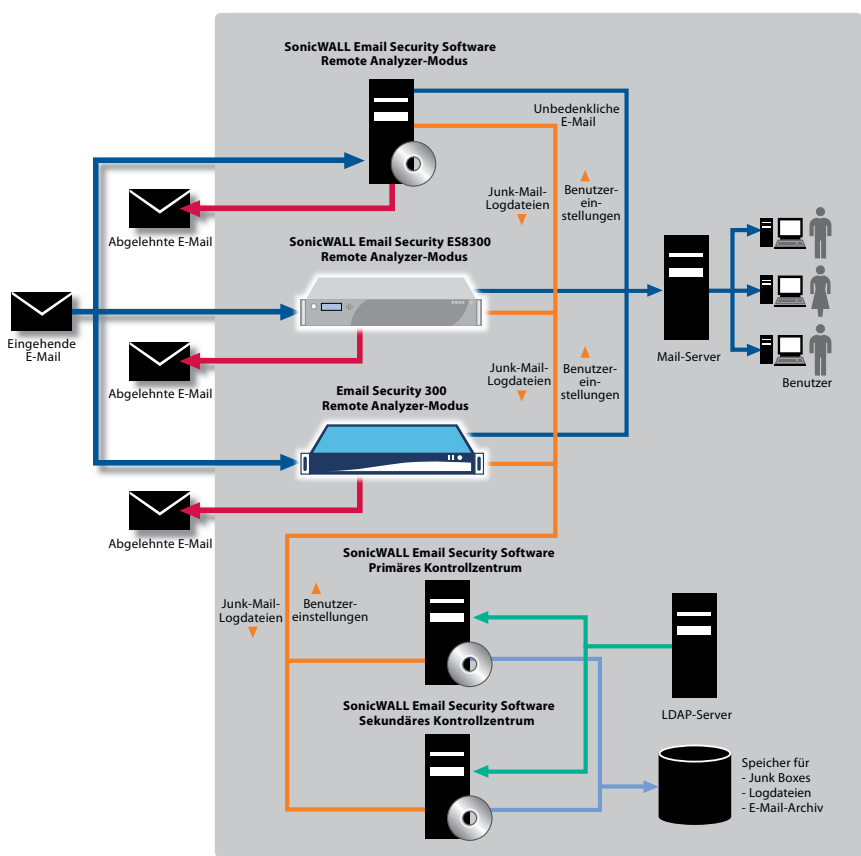 SonicWALL Email Security Software
Remote Analyzer-Modus
Unbedenkliche
E-Mail
Junk-Mail-
Logdateien
Benutzer-
ein-
stellungen
Abgelehnte E-Mail
SonicWALL Email Security ES8300
Remote Analyzer-Modus
Eingehende
E-Mail
Mail-Server
Benutzer
Junk-Mail-
Logdateien
Benutzer-
ein-
stellungen
Abgelehnte E-Mail
Email Security 300
Remote Analyzer-Modus
Abgelehnte E-Mail
SonicWALL Email Security Software
Primäres Kontrollzentrum
Junk-Mail-
Logdateien
Benutzer-
einstellungen
LDAP-Server
SonicWALL Email Security Software
Sekundäres Kontrollzentrum
Speicher für
- Junk Boxes
- Logdateien
- E-Mail-Archiv